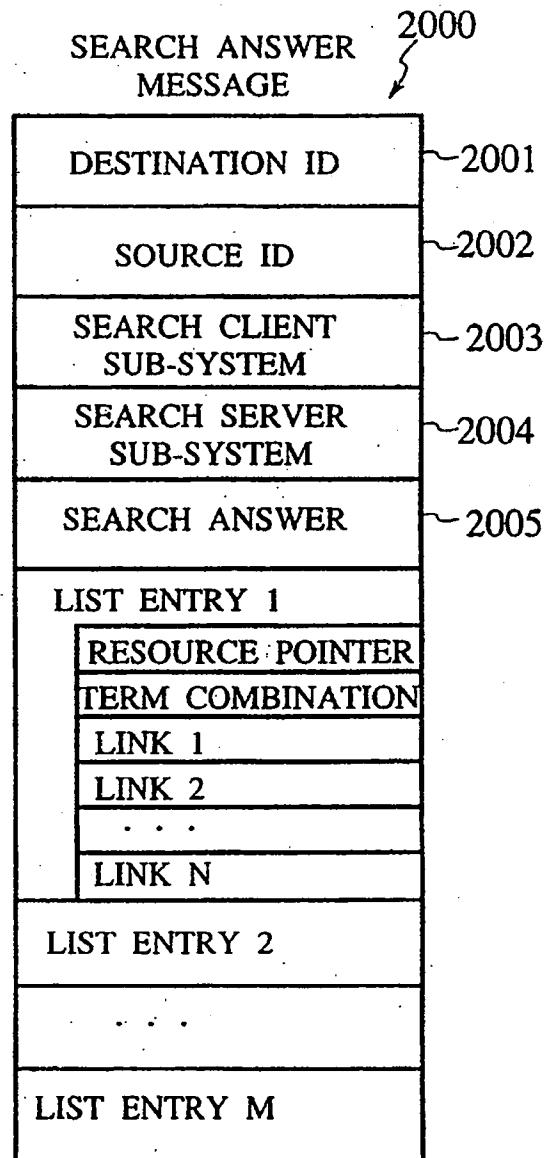 2000
SEARCH ANSWER
MESSAGE
DESTINATION ID
2001
SOURCE ID
2002
SEARCH CLIENT
SUB-SYSTEM
2003
SEARCH SERVER
SUB-SYSTEM
2004
SEARCH ANSWER
2005
LIST ENTRY 1
RESOURCE POINTER
TERM COMBINATION
LINK 1
LINK 2
. . .
LINK N
LIST ENTRY 2
. . .
LIST ENTRY M